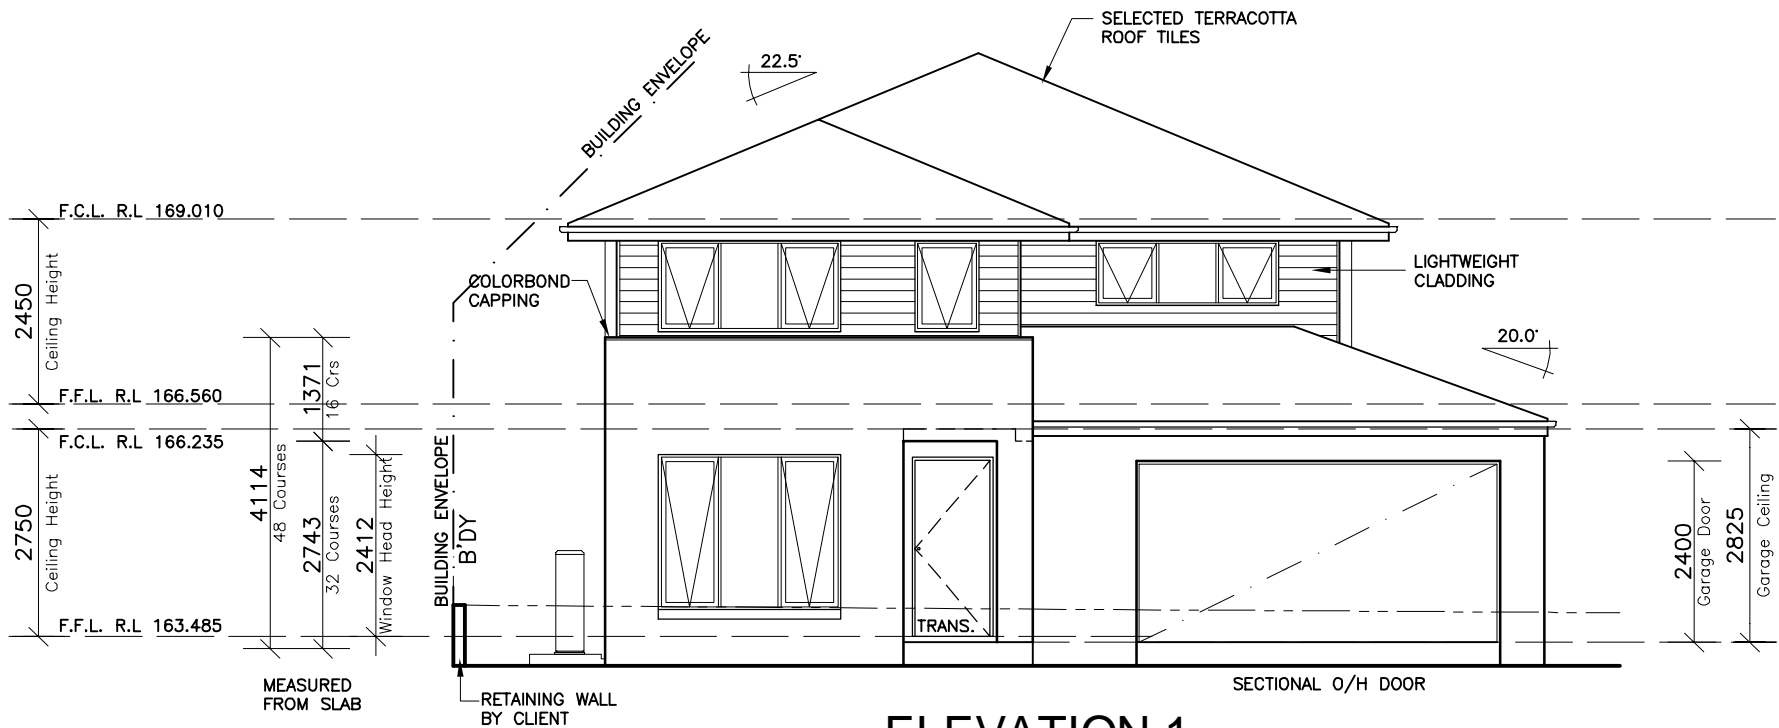 SELECTED TERRACOTTA
ROOF TILES
22.5°
BUILDING ENVELOPE
F.C.L. R.L 169.010
COLORBOND
CAPPING
LIGHTWEIGHT
CLADDING
2450
Ceiling Height
20.0°
F.F.L. R.L 166.560
F.C.L. R.L 166.235
1371
16 Crs
4114
48 Courses
2743
32 Courses
2412
Window Head Height
2750
Ceiling Height
BUILDING ENVELOPE
B'DY
2400
Garage Door
2825
Garage Ceiling
F.F.L. R.L 163.485
TRANS.
MEASURED
FROM SLAB
RETAINING WALL
BY CLIENT
SECTIONAL O/H DOOR
ELEVATION 1